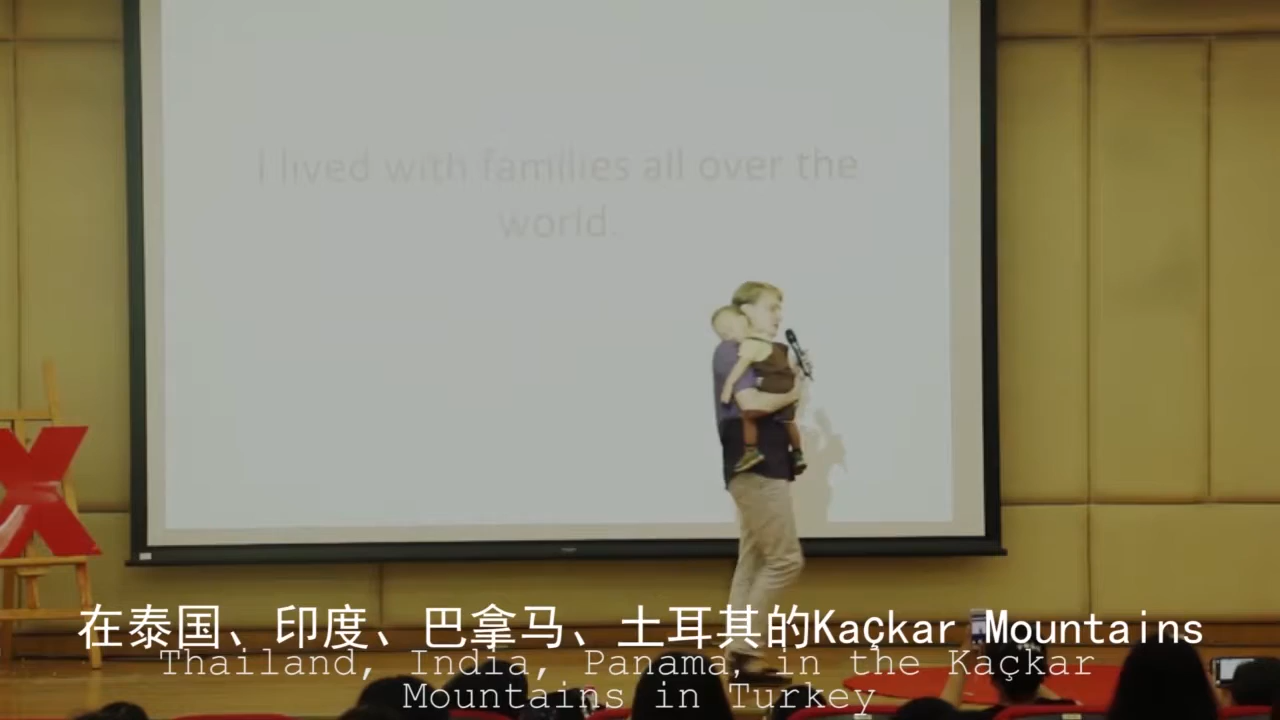 I lived with families all over the
world.
X
在泰国、印度、巴拿马、土耳其的Kaçkar Mountains
Thailand, India, Panama, in the Kaçkar
Mountains in Turkey